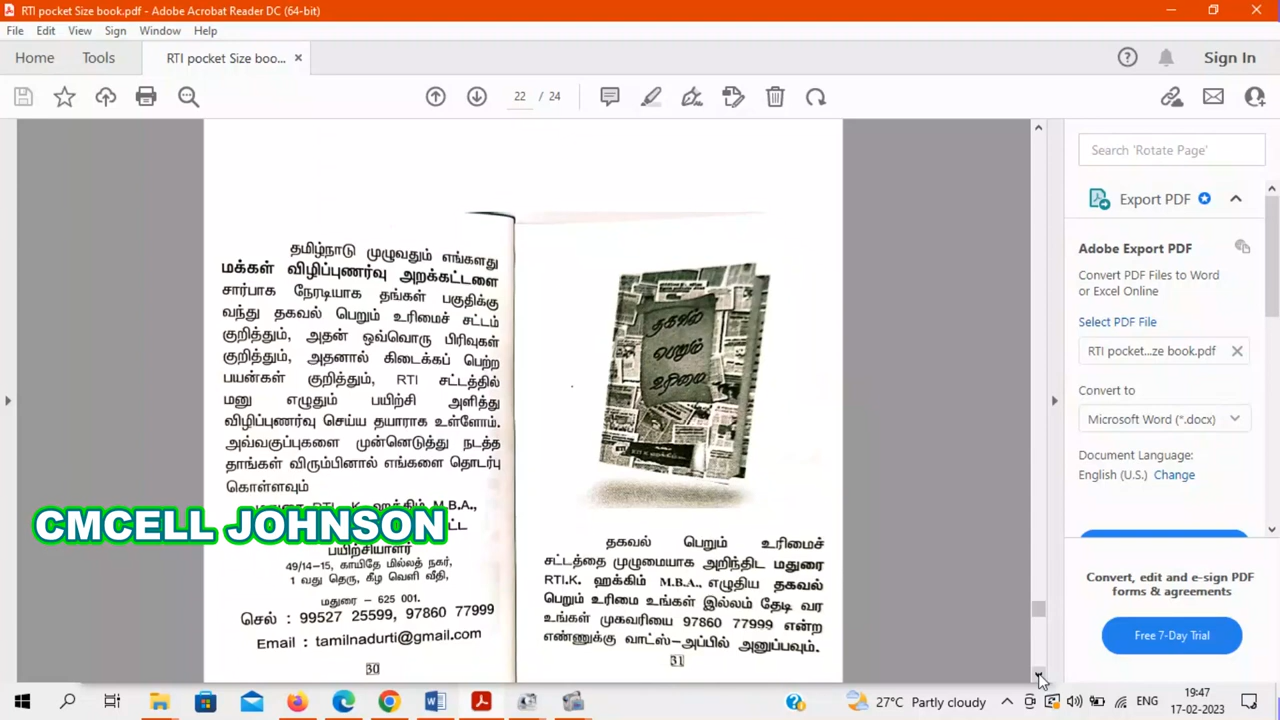 RTI pocket Size book.pdf - Adobe Acrobat Reader DC (64-bit)
File Edit View Sign Window Help
Home Tools RTI pocket Size boo... ×
Sign In
22 / 24
தமிழ்நாடு முழுவதும் எங்களது
மக்கள் விழிப்புணர்வு அறக்கட்டளை
சார்பாக நேரடியாக தங்கள் பகுதிக்கு
வந்து தகவல் பெறும் உரிமைச் சட்டம்
குறித்தும், அதன் ஒவ்வொரு பிரிவுகள்
குறித்தும், அதனால் கிடைக்கப் பெற்ற
பயன்கள் குறித்தும், RTI சட்டத்தில்
மனு எழுதும் பயிற்சி அளித்து
விழிப்புணர்வு செய்ய தயாராக உள்ளோம்.
அவ்வகுப்புகளை முன்னெடுத்து நடத்த
தாங்கள் விரும்பினால் எங்களை தொடர்பு
கொள்ளவும்
மதுரை RTI K. ஹக்கீம் M.B.A.,
CMCELL JOHNSON
பயிற்சியாளர்
49/14-15, காயிதே மில்லத் நகர்,
1 வது தெரு, கீழ வெளி வீதி,
மதுரை – 625 001.
செல் : 99527 25599, 97860 77999
Email : tamilnadurti@gmail.com
30
தகவல்
பெறும்
உரிமை
தகவல் பெறும் உரிமைச்
சட்டத்தை முழுமையாக அறிந்திட மதுரை
RTI.K. ஹக்கிம் M.B.A., எழுதிய தகவல்
பெறும் உரிமை உங்கள் இல்லம் தேடி வர
உங்கள் முகவரியை 97860 77999 என்ற
எண்ணுக்கு வாட்ஸ்–அப்பில் அனுப்பவும்.
31
Search 'Rotate Page'
Export PDF
Adobe Export PDF
Convert PDF Files to Word
or Excel Online
Select PDF File
RTI pocket...ze book.pdf
Convert to
Microsoft Word (*.docx)
Document Language:
English (U.S.) Change
Convert, edit and e-sign PDF
forms & agreements
Free 7-Day Trial
27°C Partly cloudy
ENG
19:47
17-02-2023